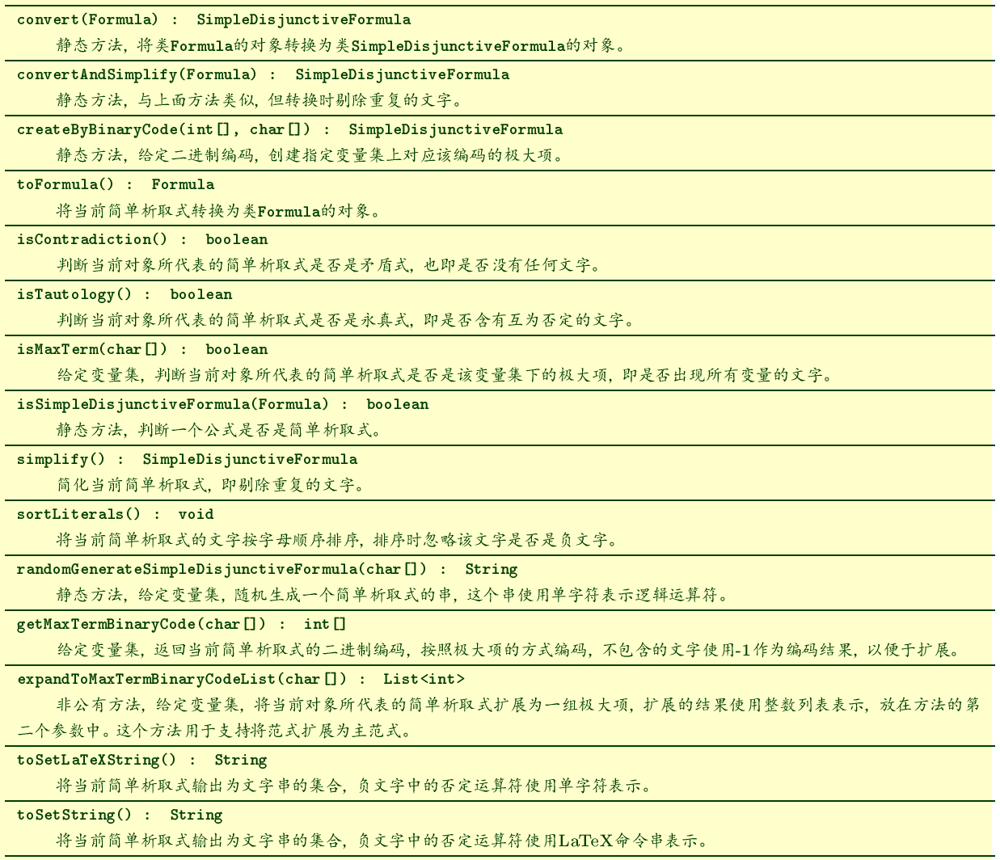 convert(Formula) : SimpleDisjunctiveFormula
静态方法, 将类Formula的对象转换为类SimpleDisjunctiveFormula的对象。
convertAndSimplify(Formula) : SimpleDisjunctiveFormula
静态方法, 与上面方法类似, 但转换时剔除重复的文字。
createByBinaryCode(int[], char[]) : SimpleDisjunctiveFormula
静态方法, 给定二进制编码, 创建指定变量集上对应该编码的极大项。
toFormula() : Formula
将当前简单析取式转换为类Formula的对象。
isContradiction() : boolean
判断当前对象所代表的简单析取式是否是矛盾式, 也即是否没有任何文字。
isTautology() : boolean
判断当前对象所代表的简单析取式是否是永真式, 即是否含有互为否定的文字。
isMaxTerm(char[]) : boolean
给定变量集, 判断当前对象所代表的简单析取式是否是该变量集下的极大项, 即是否出现所有变量的文字。
isSimpleDisjunctiveFormula(Formula) : boolean
静态方法, 判断一个公式是否是简单析取式。
simplify() : SimpleDisjunctiveFormula
简化当前简单析取式, 即剔除重复的文字。
sortLiterals() : void
将当前简单析取式的文字按字母顺序排序, 排序时忽略该文字是否是负文字。
randomGenerateSimpleDisjunctiveFormula(char[]) : String
静态方法, 给定变量集, 随机生成一个简单析取式的串, 这个串使用单字符表示逻辑运算符。
getMaxTermBinaryCode(char[]) : int[]
给定变量集, 返回当前简单析取式的二进制编码, 按照极大项的方式编码, 不包含的文字使用-1作为编码结果, 以便于扩展。
expandToMaxTermBinaryCodeList(char[]) : List<int>
非公有方法, 给定变量集, 将当前对象所代表的简单析取式扩展为一组极大项, 扩展的结果使用整数列表表示, 放在方法的第
二个参数中。这个方法用于支持将范式扩展为主范式。
toSetLaTeXString() : String
将当前简单析取式输出为文字串的集合, 负文字中的否定运算符使用单字符表示。
toSetString() : String
将当前简单析取式输出为文字串的集合, 负文字中的否定运算符使用LaTeX命令串表示。